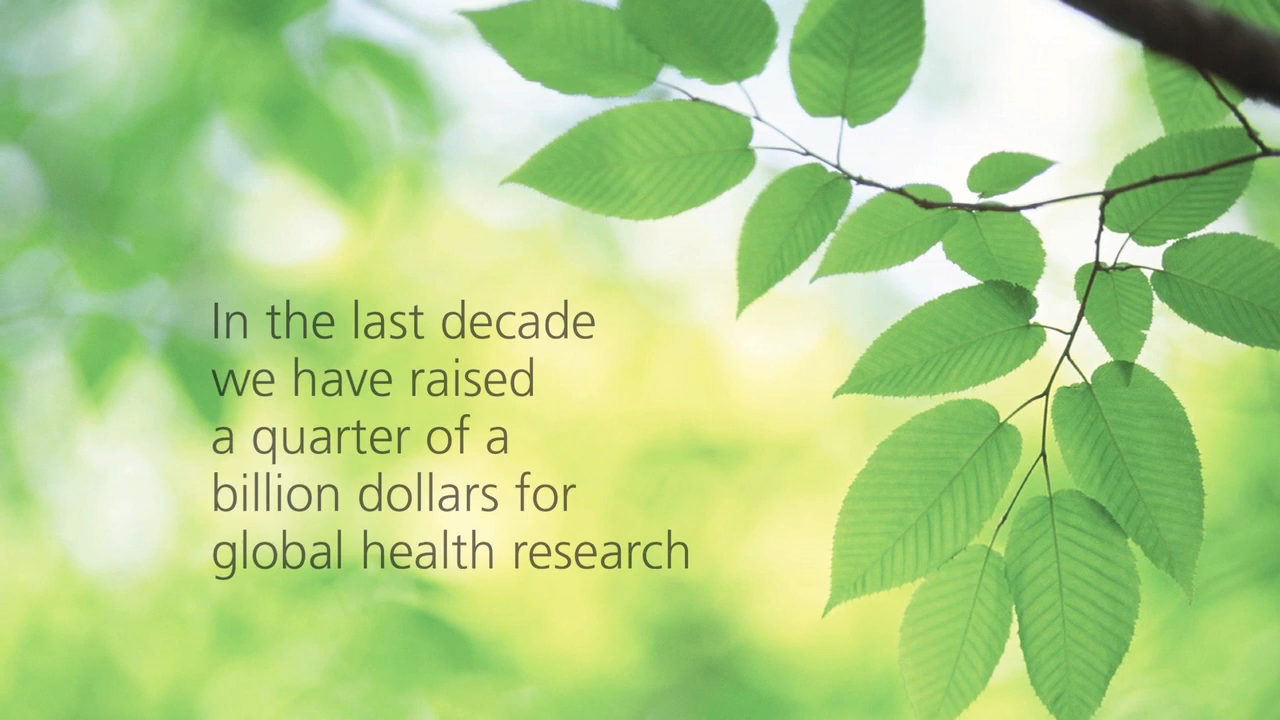 In the last decade
we have raised
a quarter of a
billion dollars for
global health research